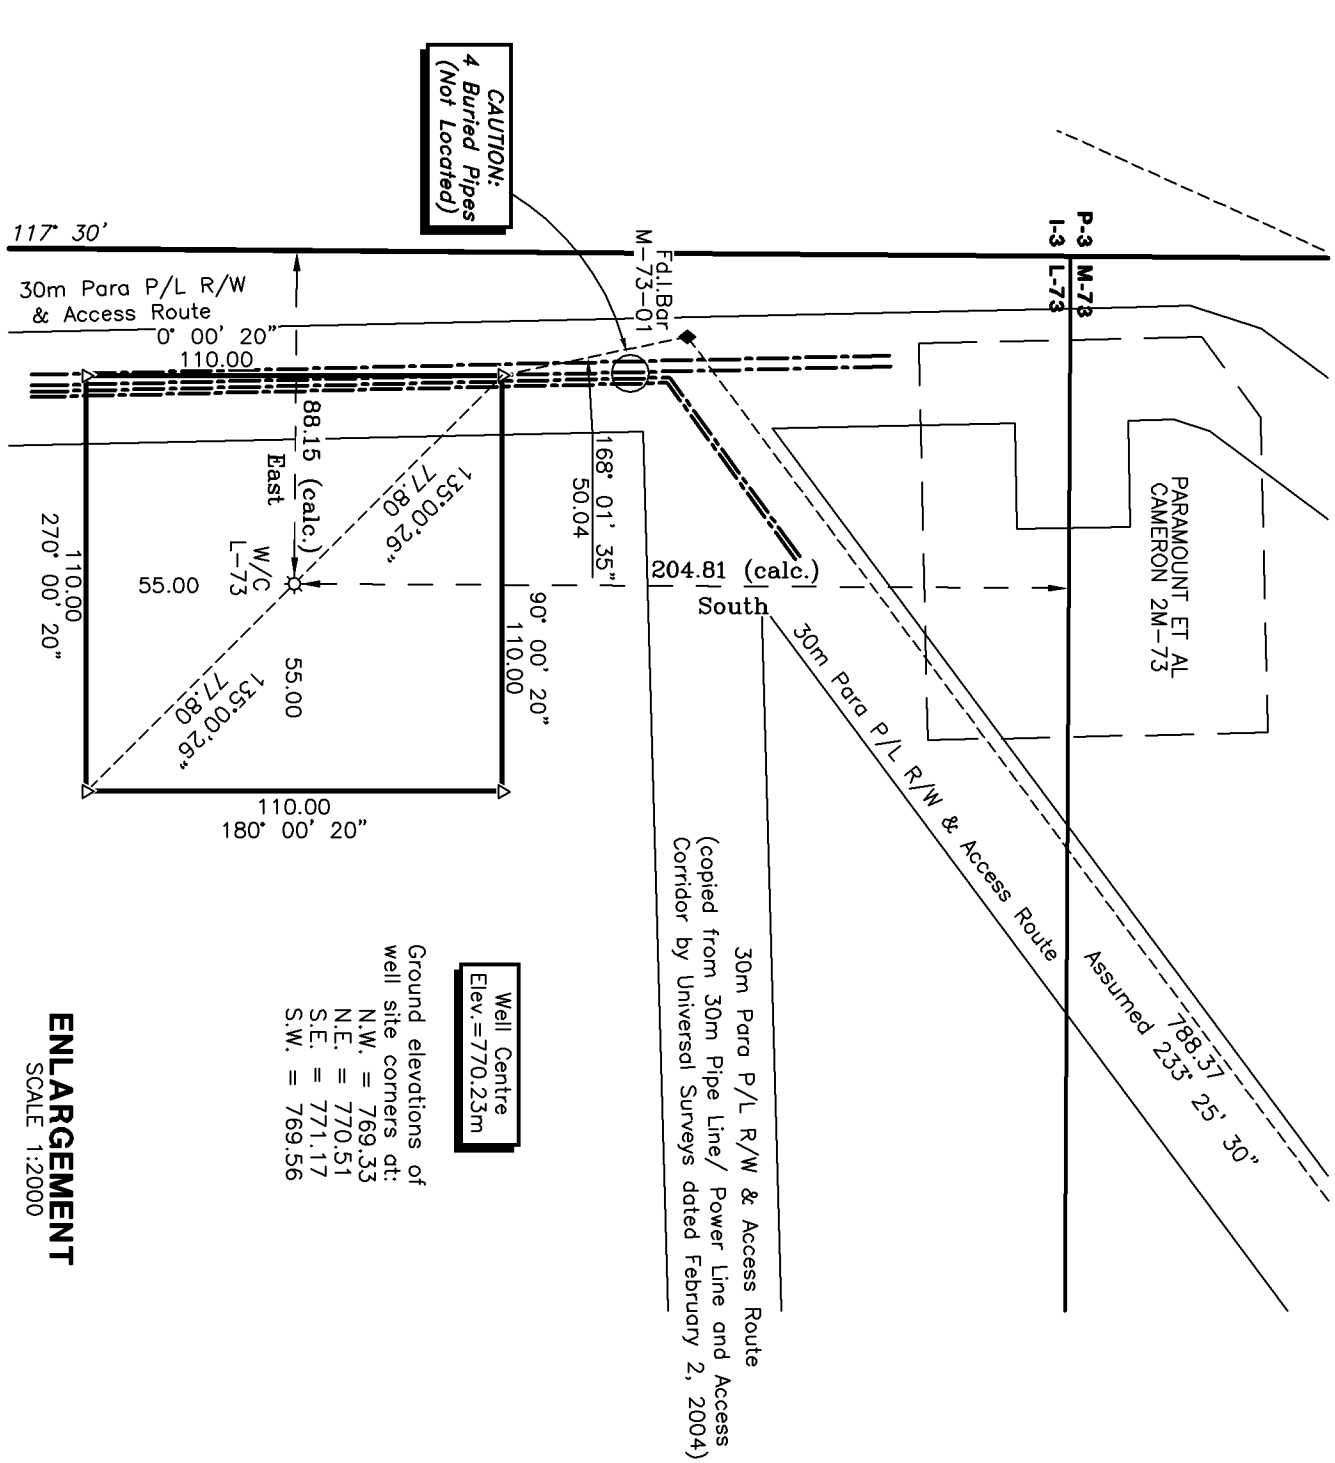 CAUTION:
4 Buried Pipes
(Not Located)
117° 30'
30m Para P/L R/W
& Access Route
0° 00' 20"
110.00
Fd.I.Bar
M-73-01
P-3
I-3
M-73
L-73
88.15 (calc.)
East
135°00'26"
77.80
168° 01' 35"
50.04
PARAMOUNT ET AL
CAMERON 2M-73
W/C
L-73
55.00
55.00
204.81 (calc.)
South
110.00
270° 00' 20"
90° 00' 20"
110.00
135°00'26"
77.80
110.00
180° 00' 20"
30m Para P/L R/W & Access Route
788.37
Assumed 233° 25' 30"
30m Para P/L R/W & Access Route
(copied from 30m Pipe Line/ Power Line and Access
Corridor by Universal Surveys dated February 2, 2004)
Well Centre
Elev.=770.23m
Ground elevations of
well site corners at:
N.W. = 769.33
N.E. = 770.51
S.E. = 771.17
S.W. = 769.56
ENLARGEMENT
SCALE 1:2000